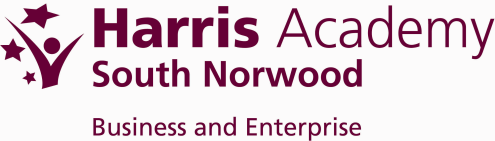 Harris Academy
South Norwood
Business and Enterprise